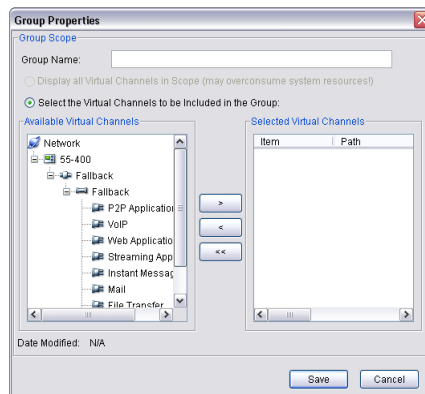 Group Properties
Group Scope
Group Name:
Display all Virtual Channels in Scope (may overconsume system resources!)
Select the Virtual Channels to be Included in the Group:
Available Virtual Channels
Network
55-400
Fallback
Fallback
P2P Application
VoIP
Web Applicatio
Streaming App
Instant Messag
Mail
File Transfer
>
<
<<
Selected Virtual Channels
Item Path
Date Modified: N/A
Save Cancel